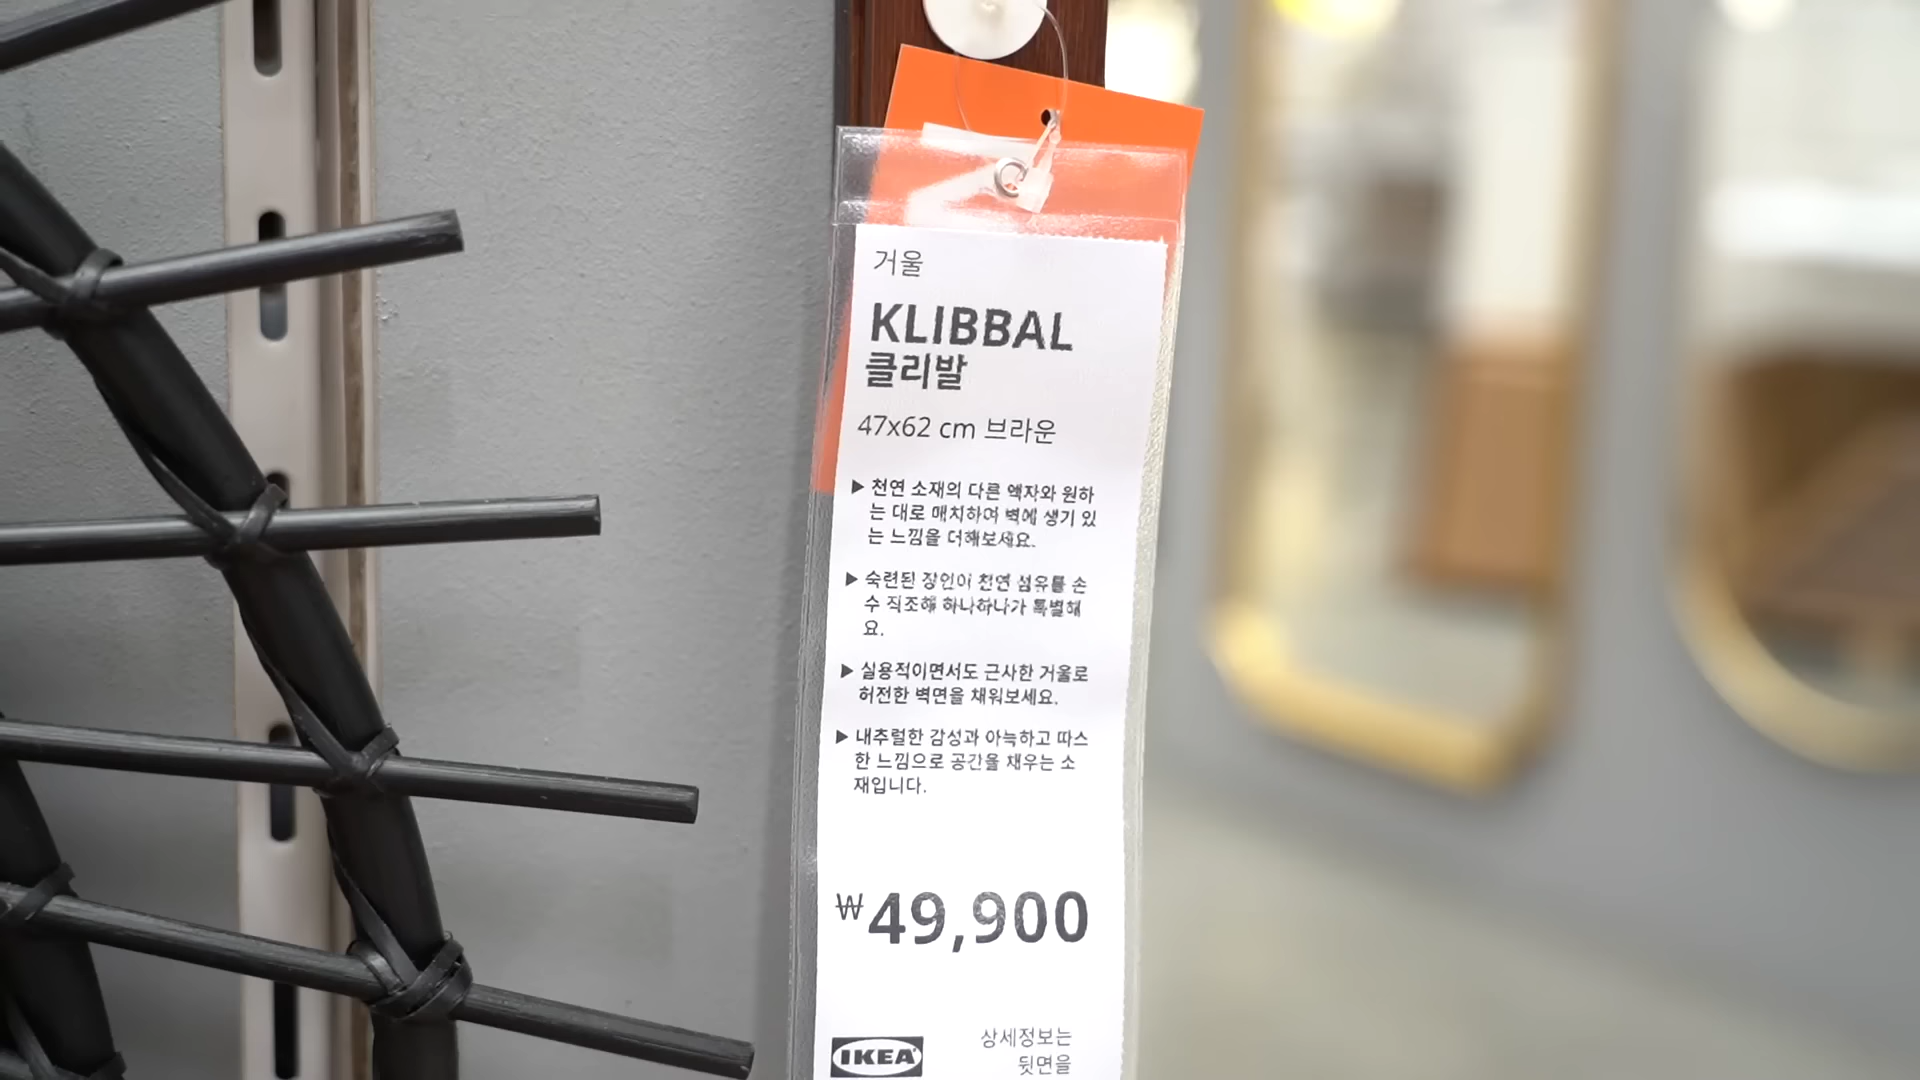 거울
KLIBBAL
클리발
47x62 cm 브라운
▶ 천연 소재의 다른 액자와 원하
는 대로 매치하여 벽에 생기 있
는 느낌을 더해보세요.
▶ 숙련된 장인이 천연 섬유를 손
수 직조해 하나하나가 특별해
요.
▶ 실용적이면서도 근사한 거울로
허전한 벽면을 채워보세요.
▶ 내추럴한 감성과 아늑하고 따스
한 느낌으로 공간을 채우는 소
재입니다.
₩49,900
IKEA
상세정보는
뒷면을